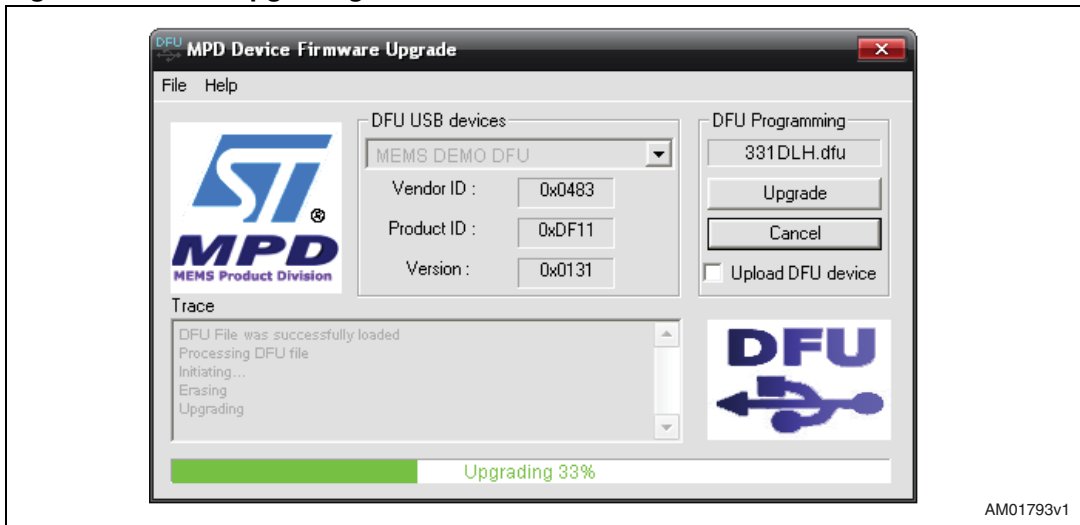 DFU MPD Device Firmware Upgrade
File Help
DFU USB devices
MEMS DEMO DFU
Vendor ID : 0x0483
Product ID : 0xDF11
Version : 0x0131
DFU Programming
331DLH.dfu
Upgrade
Cancel
Upload DFU device
ST ®
MPD
MEMS Product Division
Trace
DFU File was successfully loaded
Processing DFU file
Initiating...
Erasing
Upgrading
DFU
Upgrading 33%
AM01793v1